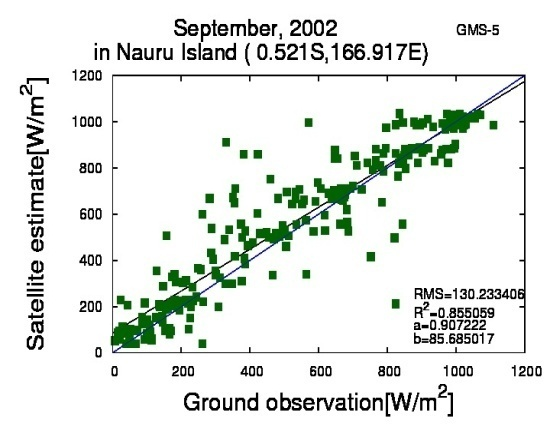 September, 2002
GMS-5
in Nauru Island ( 0.521S,166.917E)
Satellite estimate[W/m²]
1200
1000
800
600
400
200
0
RMS=130.233406
R²=0.855059
a=0.907222
b=85.685017
0 200 400 600 800 1000 1200
Ground observation[W/m²]